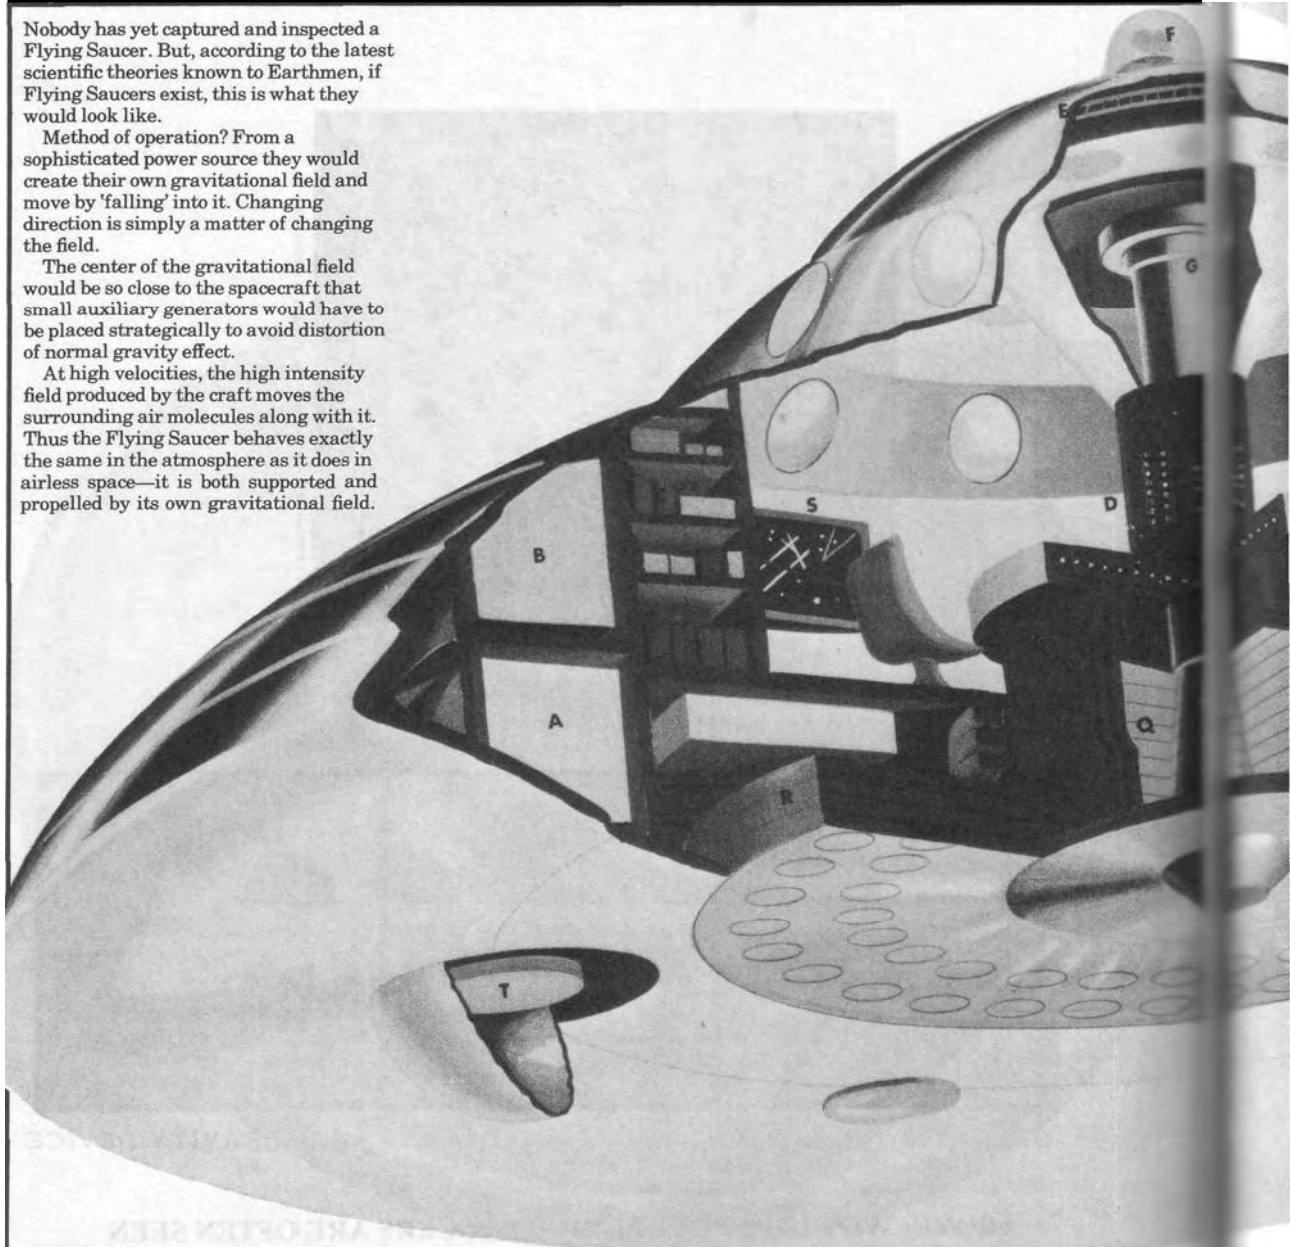 Nobody has yet captured and inspected a
Flying Saucer. But, according to the latest
scientific theories known to Earthmen, if
Flying Saucers exist, this is what they
would look like.
Method of operation? From a
sophisticated power source they would
create their own gravitational field and
move by 'falling' into it. Changing
direction is simply a matter of changing
the field.
The center of the gravitational field
would be so close to the spacecraft that
small auxiliary generators would have to
be placed strategically to avoid distortion
of normal gravity effect.
At high velocities, the high intensity
field produced by the craft moves the
surrounding air molecules along with it.
Thus the Flying Saucer behaves exactly
the same in the atmosphere as it does in
airless space—it is both supported and
propelled by its own gravitational field.
F
E
G
S
D
B
A
Q
R
T